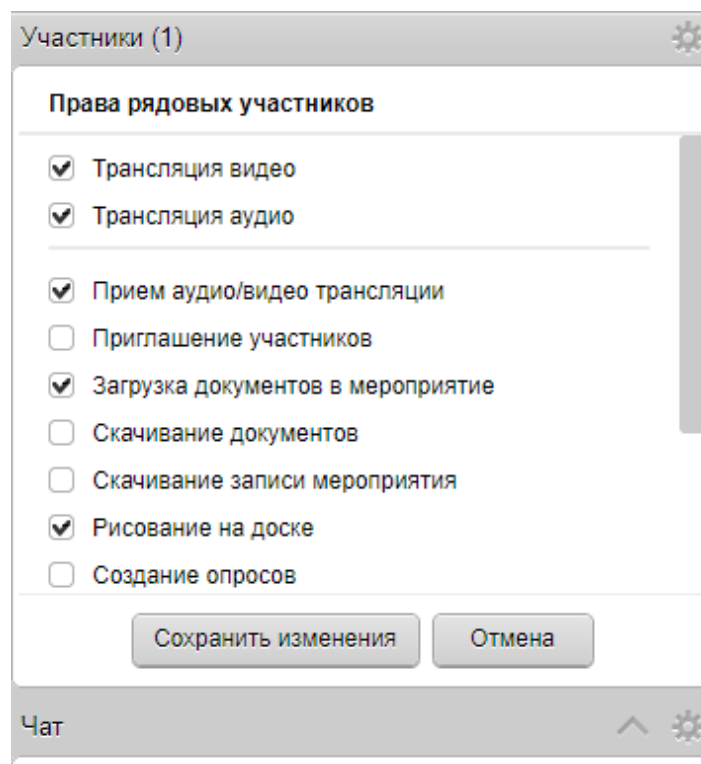 Участники (1)
Права рядовых участников
Трансляция видео
Трансляция аудио
Прием аудио/видео трансляции
Приглашение участников
Загрузка документов в мероприятие
Скачивание документов
Скачивание записи мероприятия
Рисование на доске
Создание опросов
Сохранить изменения Отмена
Чат